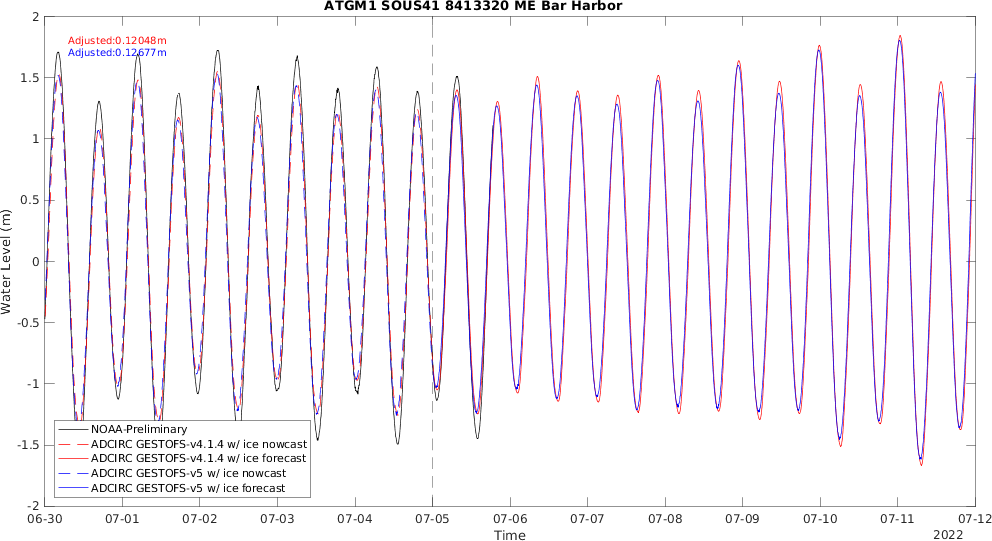 ATGM1 SOUS41 8413320 ME Bar Harbor
Adjusted:0.12048m
Adjusted:0.12677m
Water Level (m)
2
1.5
1
0.5
0
-0.5
-1
-1.5
-2
NOAA-Preliminary
ADCIRC GESTOFS-v4.1.4 w/ ice nowcast
ADCIRC GESTOFS-v4.1.4 w/ ice forecast
ADCIRC GESTOFS-v5 w/ ice nowcast
ADCIRC GESTOFS-v5 w/ ice forecast
06-30 07-01 07-02 07-03 07-04 07-05 07-06 07-07 07-08 07-09 07-10 07-11 07-12
Time
2022